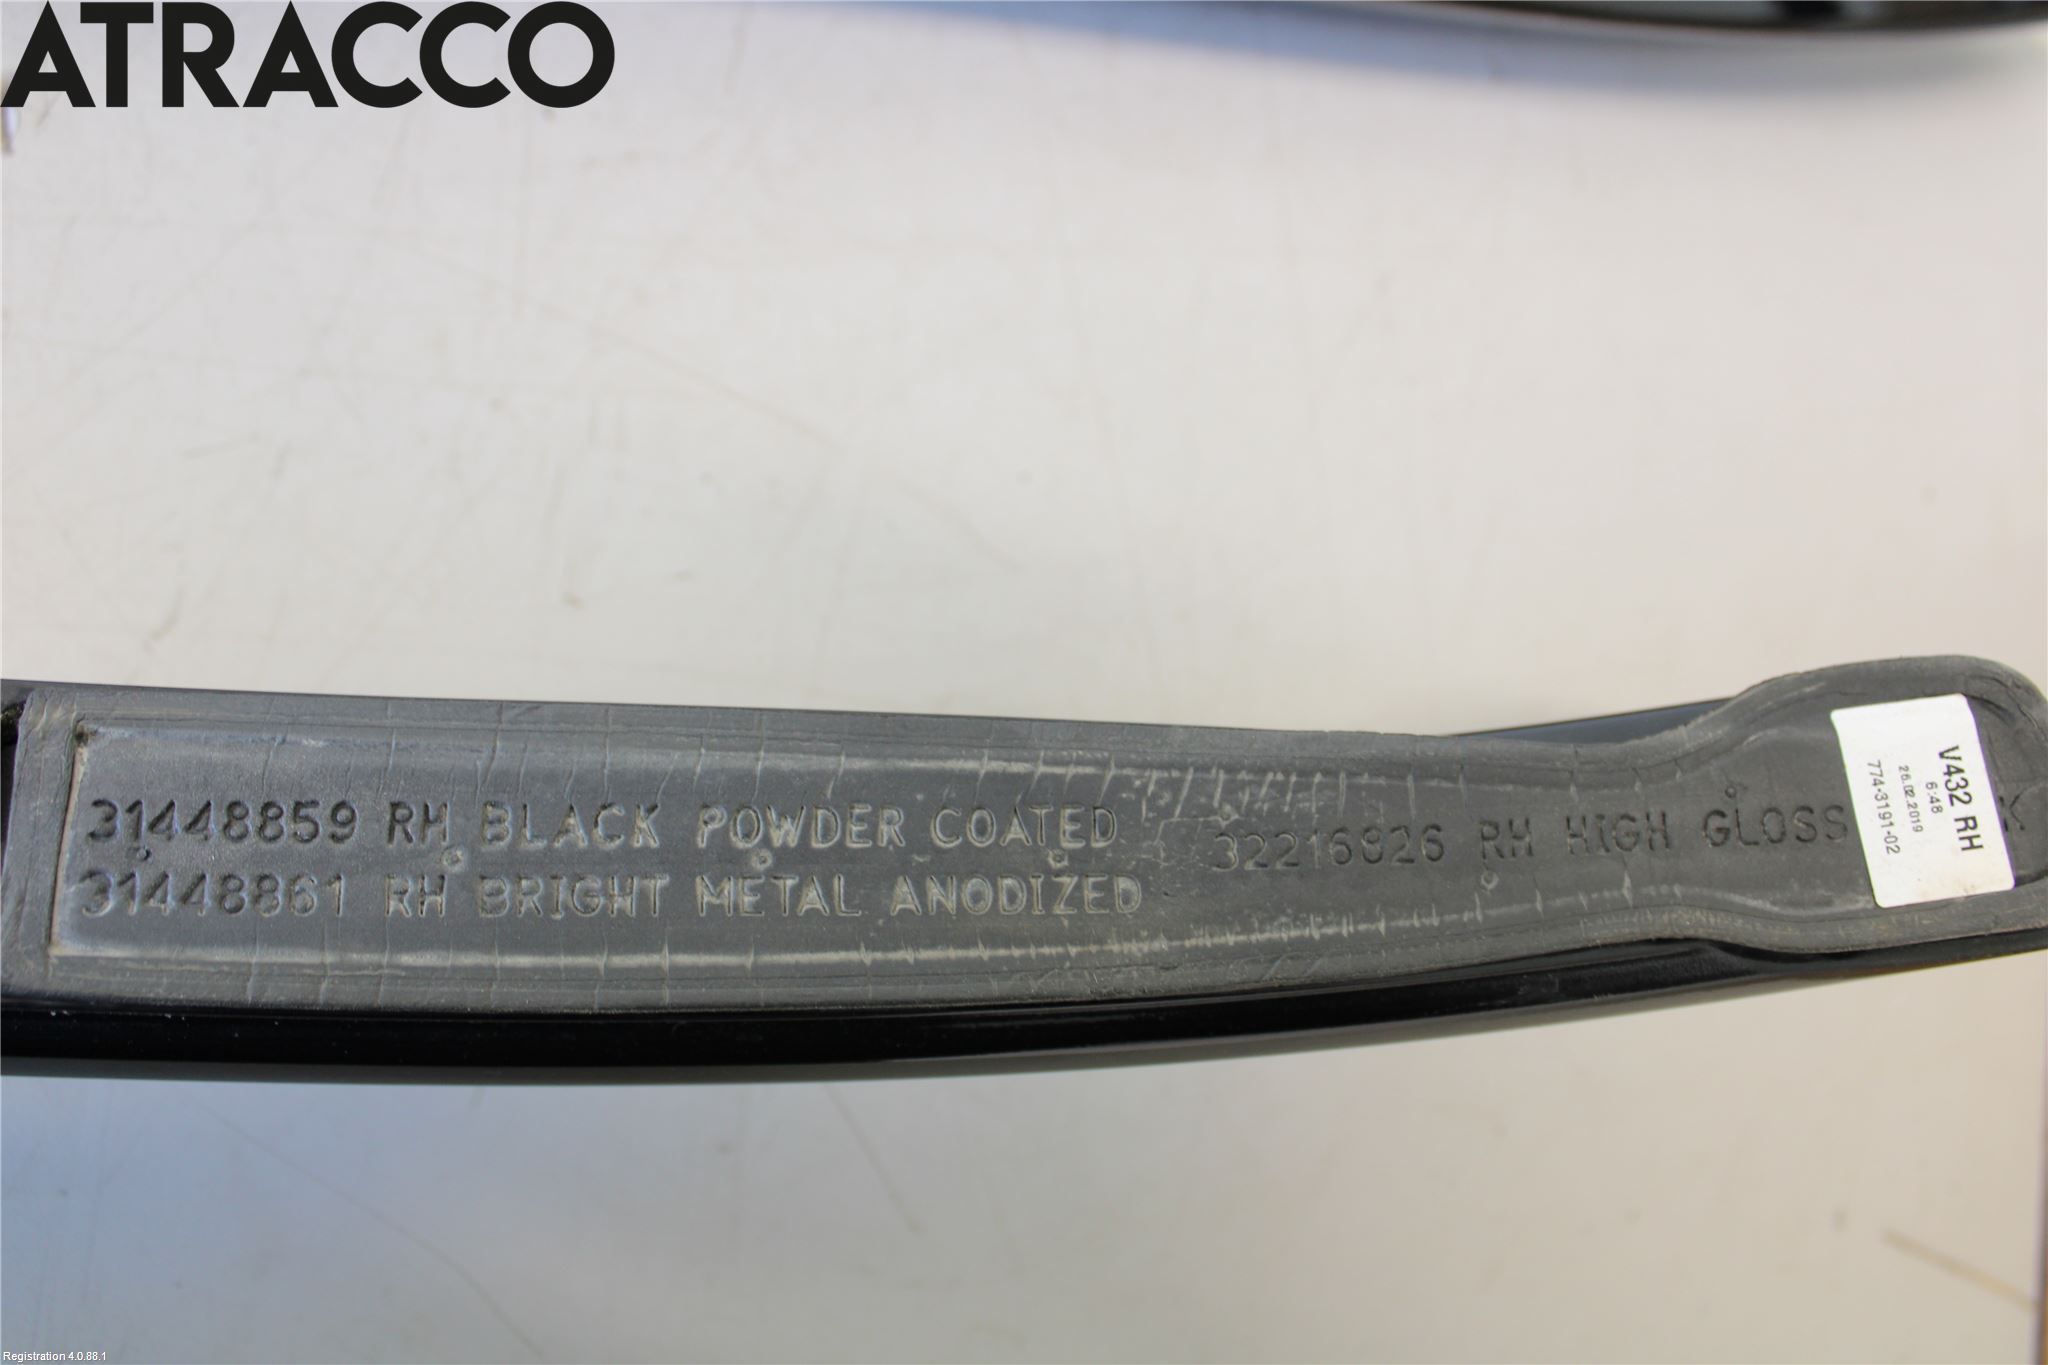 ATRACCO
31448859 RH BLACK POWDER COATED
31448861 RH BRIGHT METAL ANODIZED
32216826 RH HIGH GLOSS K
V432 RH
6:48
26.02.2019
774-3191-02
Registration 4.0.88.1